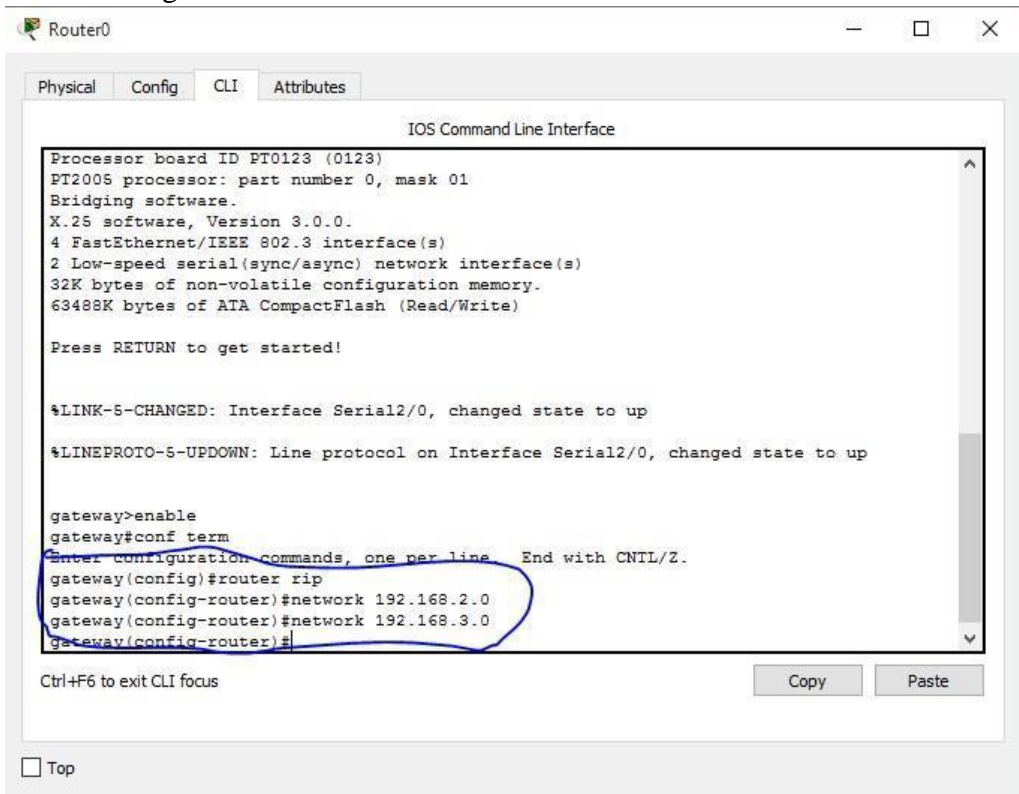 Router0
Physical Config CLI Attributes
IOS Command Line Interface
Processor board ID PT0123 (0123)
PT2005 processor: part number 0, mask 01
Bridging software.
X.25 software, Version 3.0.0.
4 FastEthernet/IEEE 802.3 interface(s)
2 Low-speed serial(sync/async) network interface(s)
32K bytes of non-volatile configuration memory.
63488K bytes of ATA CompactFlash (Read/Write)
Press RETURN to get started!
%LINK-5-CHANGED: Interface Serial2/0, changed state to up
%LINEPROTO-5-UPDOWN: Line protocol on Interface Serial2/0, changed state to up
gateway>enable
gateway#conf term
Enter configuration commands, one per line. End with CNTL/Z.
gateway(config)#router rip
gateway(config-router)#network 192.168.2.0
gateway(config-router)#network 192.168.3.0
gateway(config-router)#
Ctrl+F6 to exit CLI focus
Copy Paste
Top